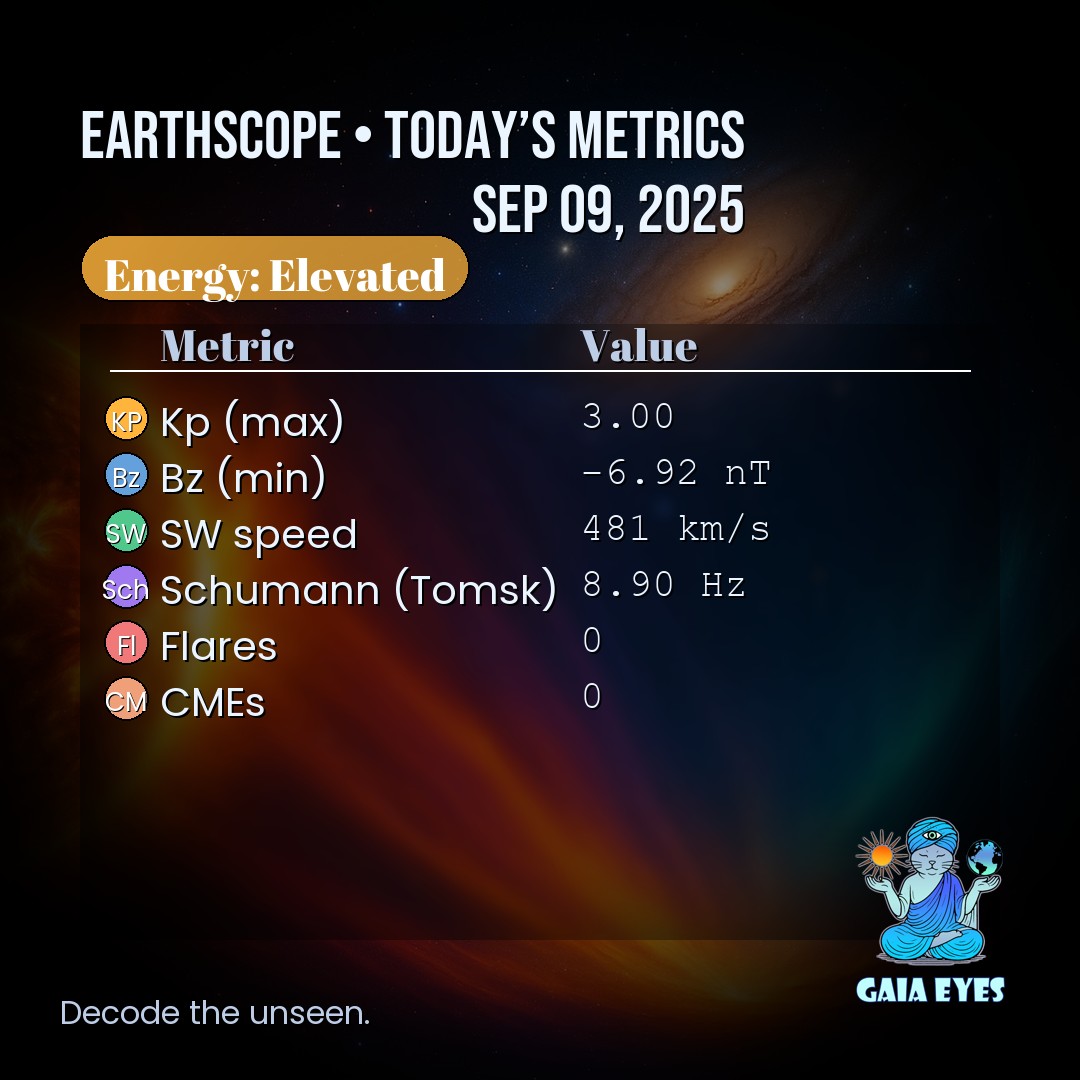 EARTHSCOPE • TODAY’S METRICS
SEP 09, 2025
Energy: Elevated
Metric Value
KP Kp (max) 3.00
Bz Bz (min) -6.92 nT
SW SW speed 481 km/s
Sch Schumann (Tomsk) 8.90 Hz
Fl Flares 0
CM CMEs 0
GAIA EYES
Decode the unseen.